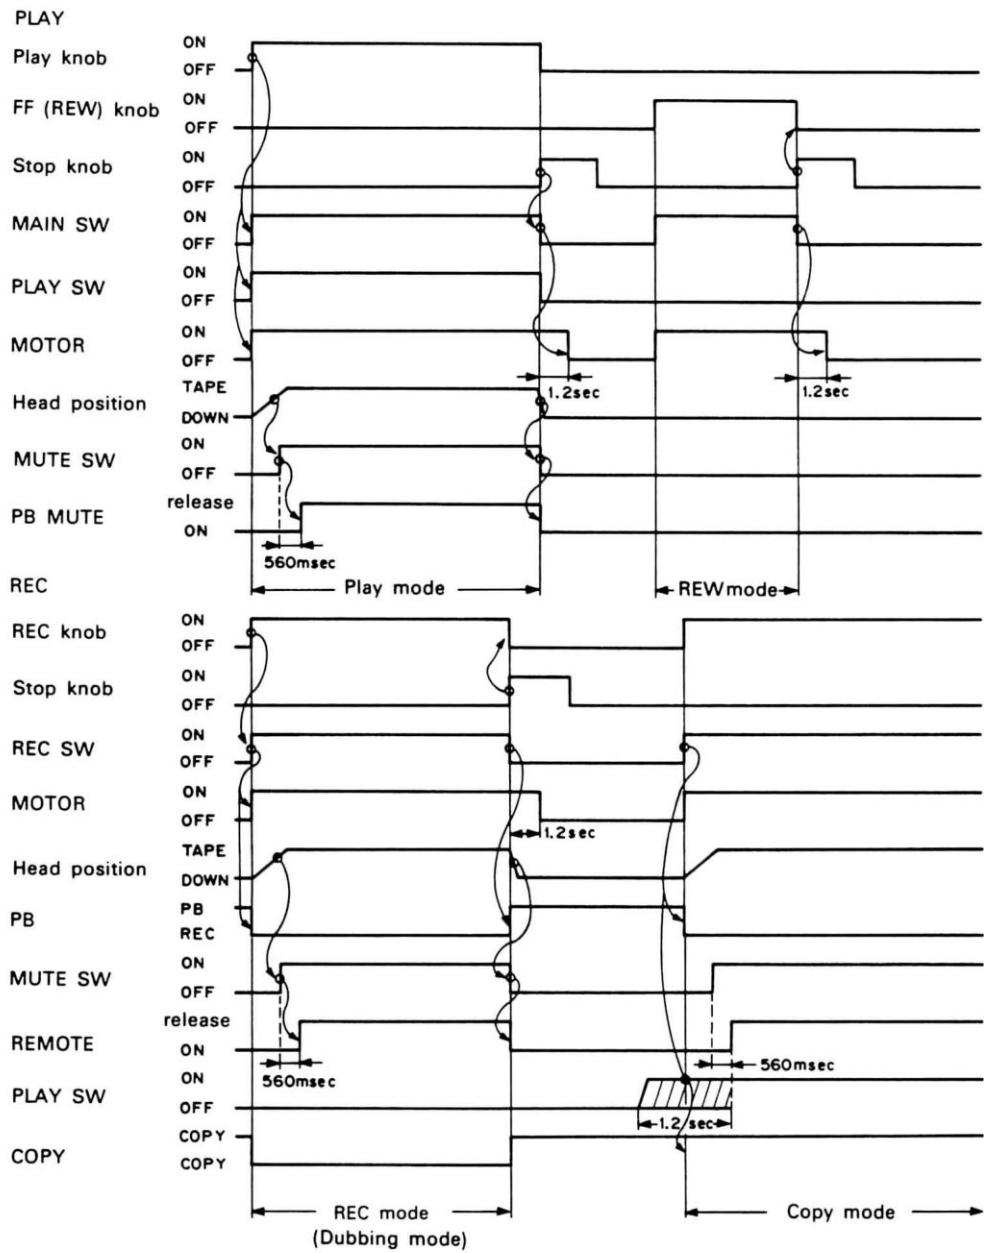 PLAY
Play knob ON
OFF
FF (REW) knob ON
OFF
Stop knob ON
OFF
MAIN SW ON
OFF
PLAY SW ON
OFF
MOTOR ON
OFF
1.2sec 1.2sec
Head position TAPE
DOWN
MUTE SW ON
OFF
PB MUTE release
ON
560msec
Play mode REW mode
REC
REC knob ON
OFF
Stop knob ON
OFF
REC SW ON
OFF
MOTOR ON
OFF
1.2sec
Head position TAPE
DOWN
PB PB
REC
MUTE SW ON
OFF
REMOTE release
ON
560msec 560msec
PLAY SW ON
OFF
1.2 sec
COPY COPY
COPY
REC mode Copy mode
(Dubbing mode)